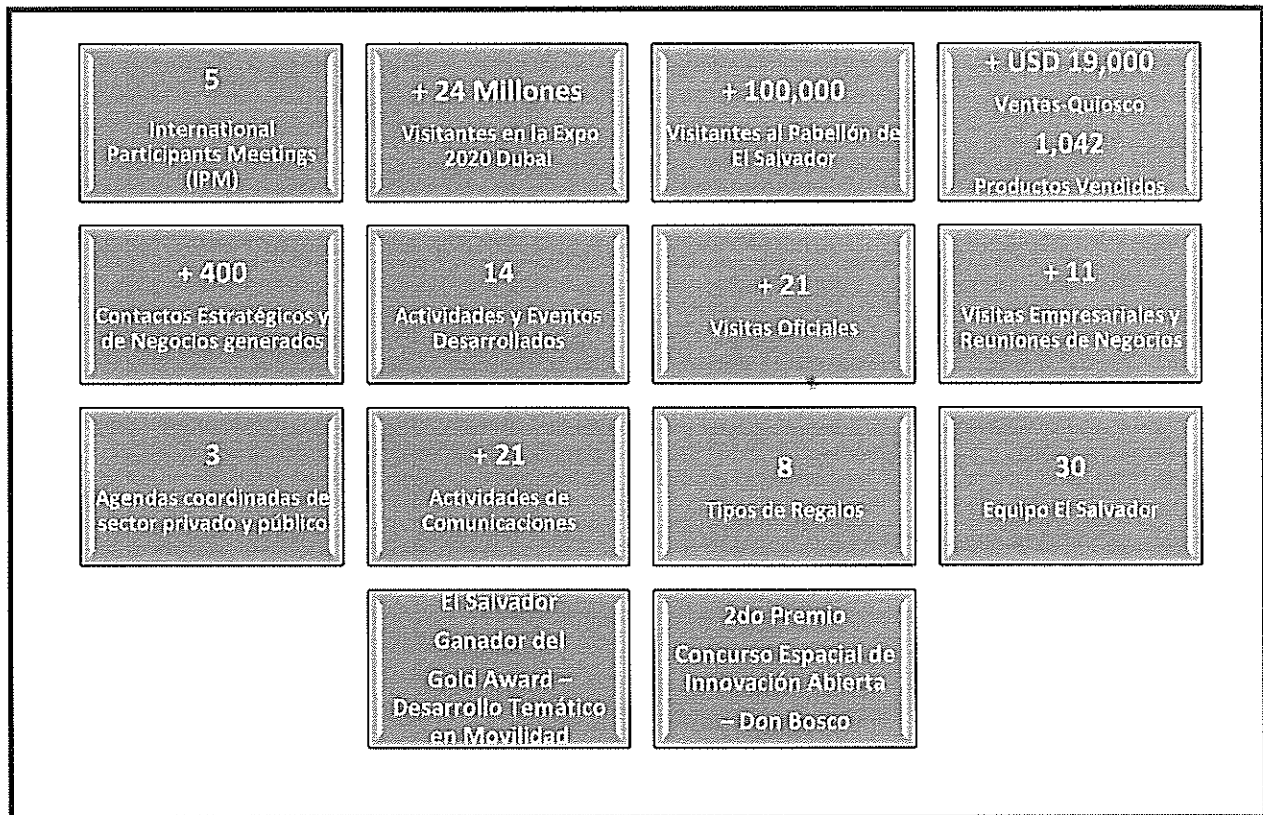 5
International
Participants Meetings
(IPM)
+ 24 Millones
Visitantes en la Expo
2020 Dubai
+ 100,000
Visitantes al Pabellón de
El Salvador
+ USD 19,000
Ventas Quiosco
1,042
Productos Vendidos
+ 400
Contactos Estratégicos y
de Negocios generados
14
Actividades y Eventos
Desarrollados
+ 21
Visitas Oficiales
+ 11
Visitas Empresariales y
Reuniones de Negocios
3
Agendas coordinadas de
sector privado y público
+ 21
Actividades de
Comunicaciones
8
Tipos de Regalos
30
Equipo El Salvador
El Salvador
Ganador del
Gold Award –
Desarrollo Temático
en Movilidad
2do Premio
Concurso Espacial de
Innovación Abierta
– Don Bosco